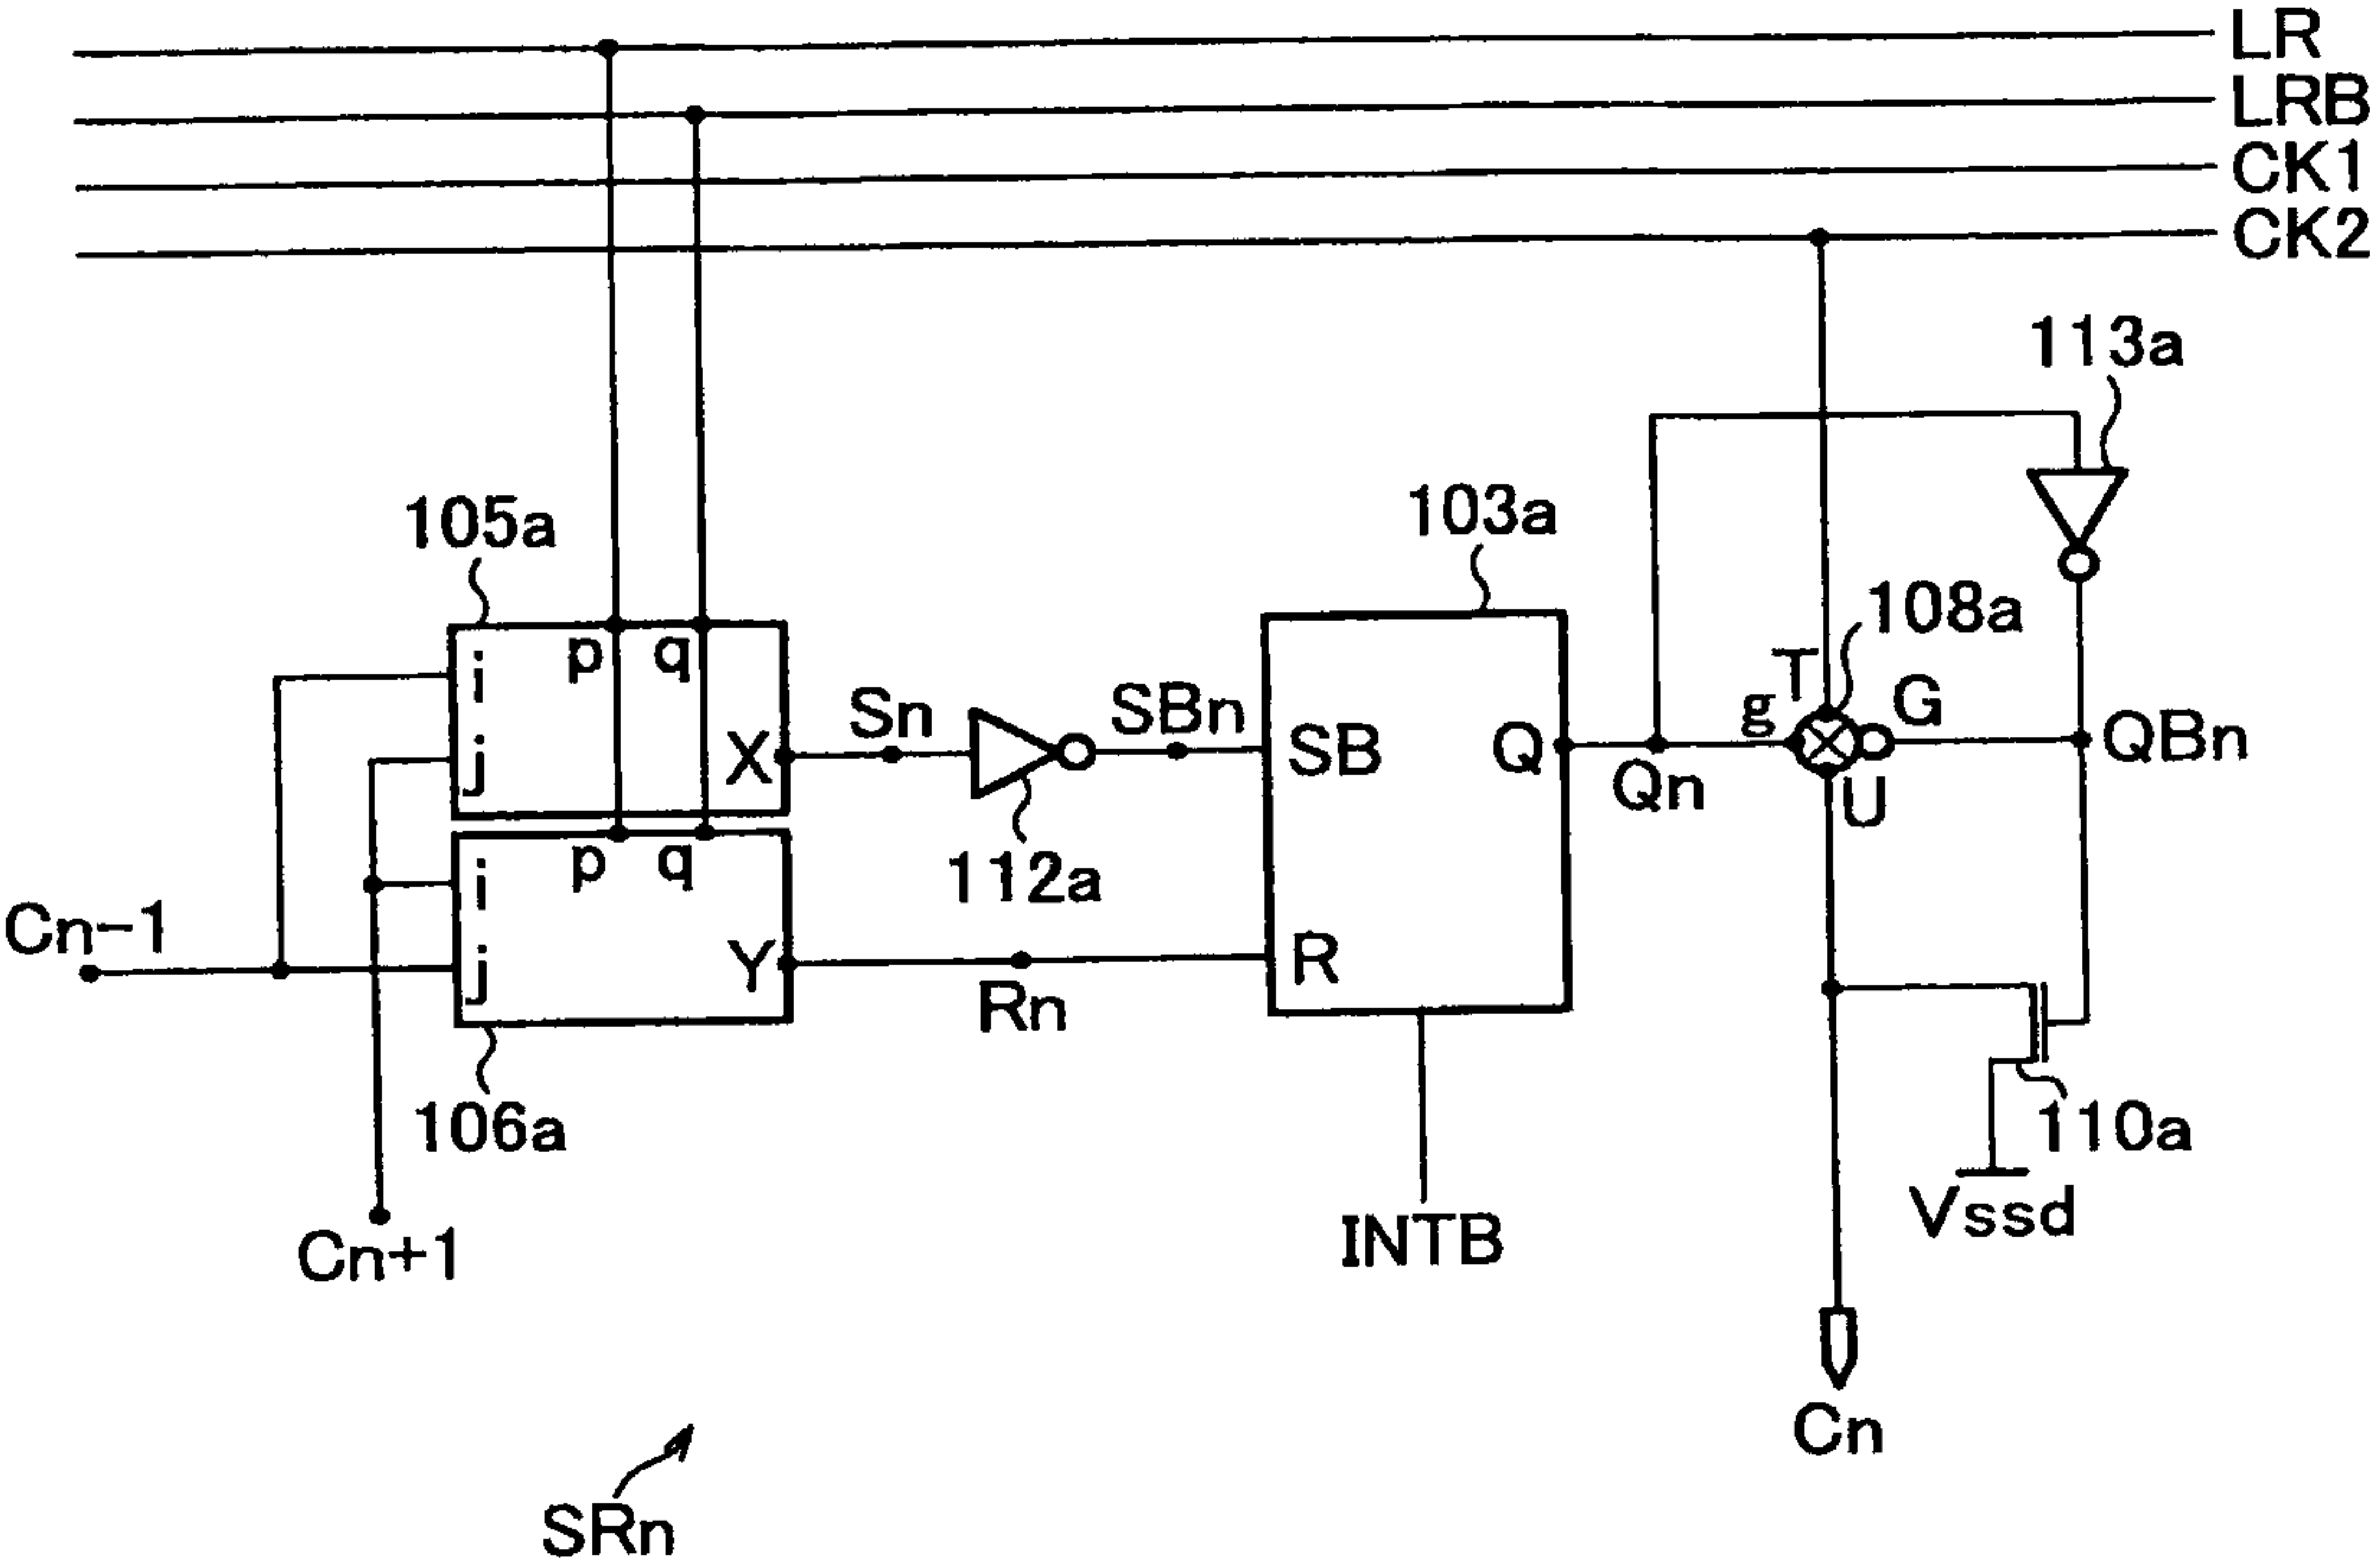 LR
LRB
CK1
CK2
113a
105a
103a
108a
i
p
q
j
X
Sn
SBn
SB
Q
Qn
T
g
G
U
QBn
112a
p
q
i
j
Y
Cn-1
Rn
R
106a
110a
Vssd
Cn+1
INTB
Cn
SRn